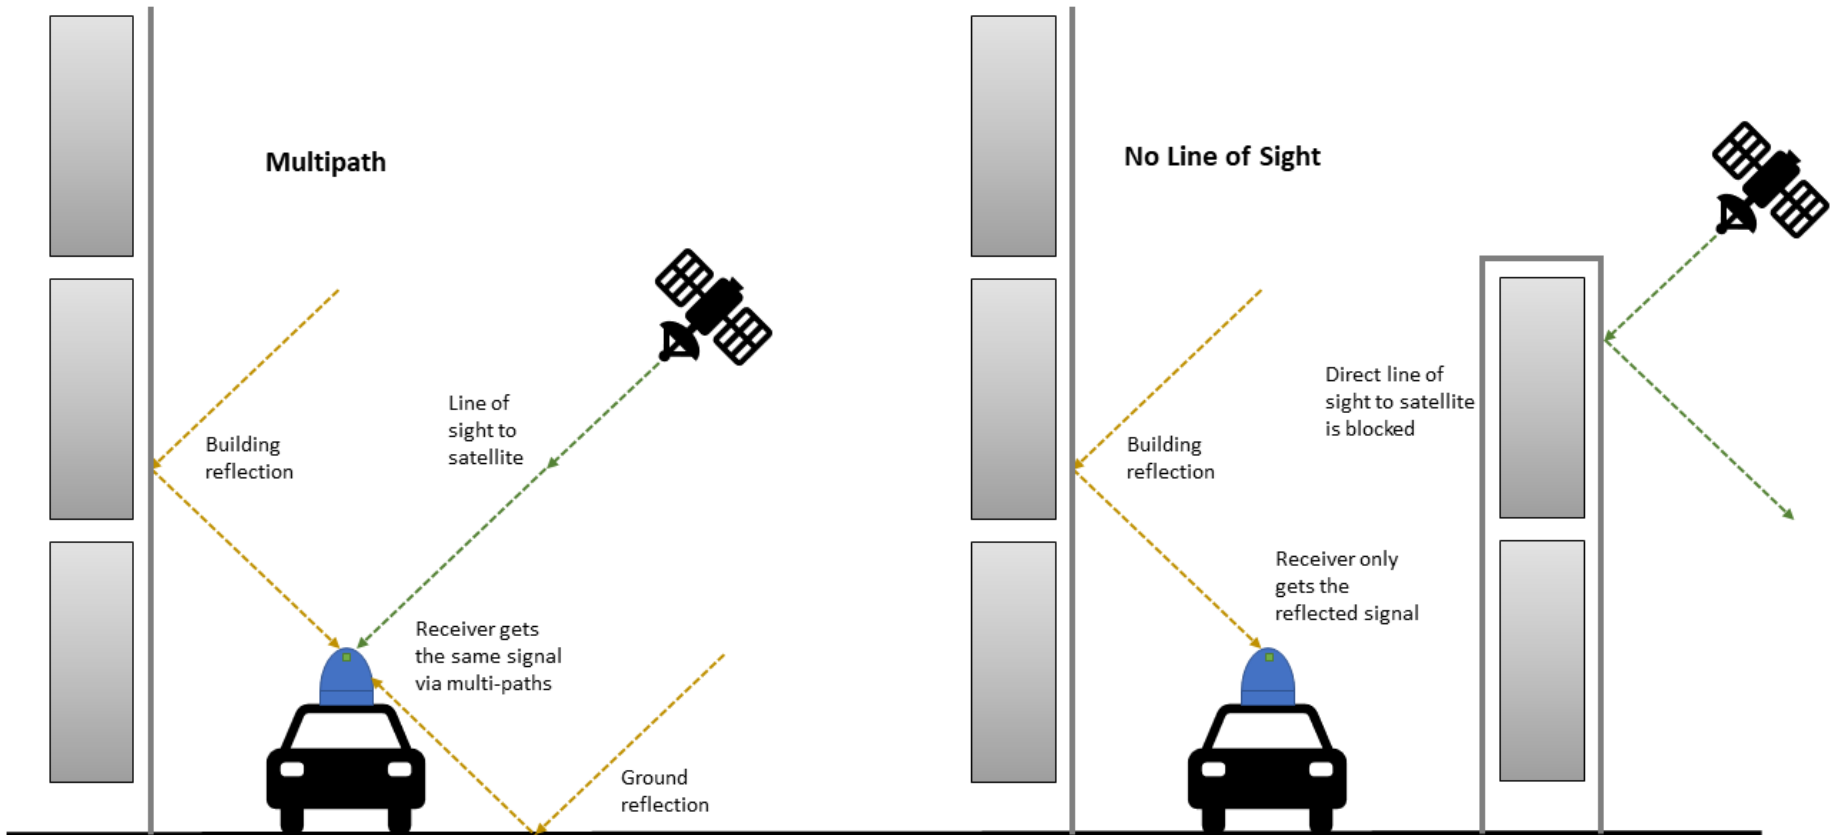 Multipath
Line of
sight to
satellite
Building
reflection
Receiver gets
the same signal
via multi-paths
Ground
reflection
No Line of Sight
Direct line of
sight to satellite
is blocked
Building
reflection
Receiver only
gets the
reflected signal